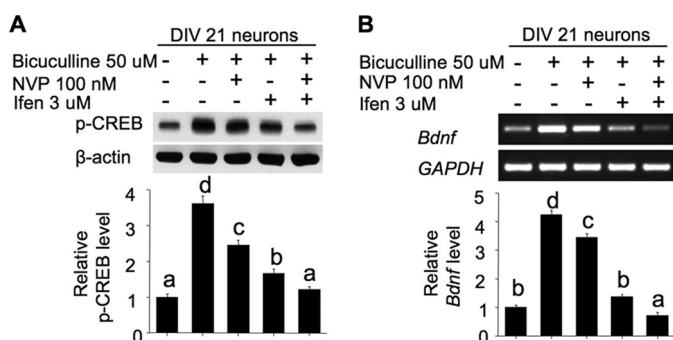 A
DIV 21 neurons
Bicuculline 50 uM - + + + +
NVP 100 nM - - + - +
Ifen 3 uM - - - + +
p-CREB
β-actin
Relative
p-CREB level
4
3
2
1
0
a
d
c
b
a
B
DIV 21 neurons
Bicuculline 50 uM - + + + +
NVP 100 nM - - + - +
Ifen 3 uM - - - + +
Bdnf
GAPDH
Relative
Bdnf level
5
4
3
2
1
0
b
d
c
b
a